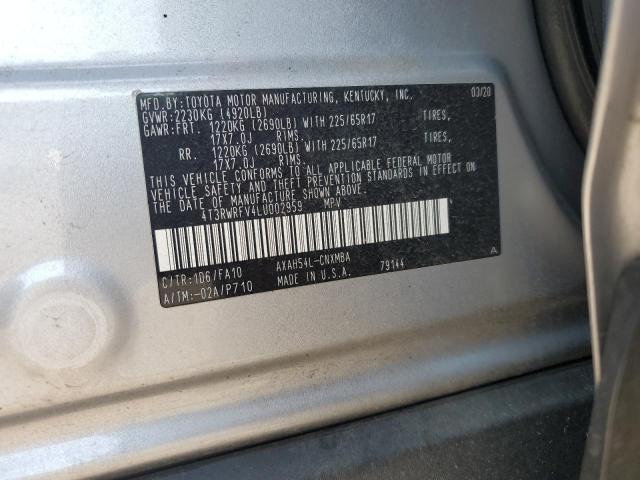 MFD. BY: TOYOTA MOTOR MANUFACTURING, KENTUCKY, INC. 03/20
GVWR: 2230KG (4920LB)
GAWR: FRT. 1220KG (2690LB) WITH 225/65R17 TIRES,
17X7.0J RIMS.
RR. 1220KG (2690LB) WITH 225/65R17 TIRES,
17X7.0J RIMS.
THIS VEHICLE CONFORMS TO ALL APPLICABLE FEDERAL MOTOR
VEHICLE SAFETY AND THEFT PREVENTION STANDARDS IN EFFECT ON
THE DATE OF MANUFACTURE SHOWN ABOVE.
4T3RWRFV4LU002959 MPV
C/TR: 1D6/FA10 AXAH54L-CNXMBA 79144 A
A/TM:-02A/P710 MADE IN U.S.A.